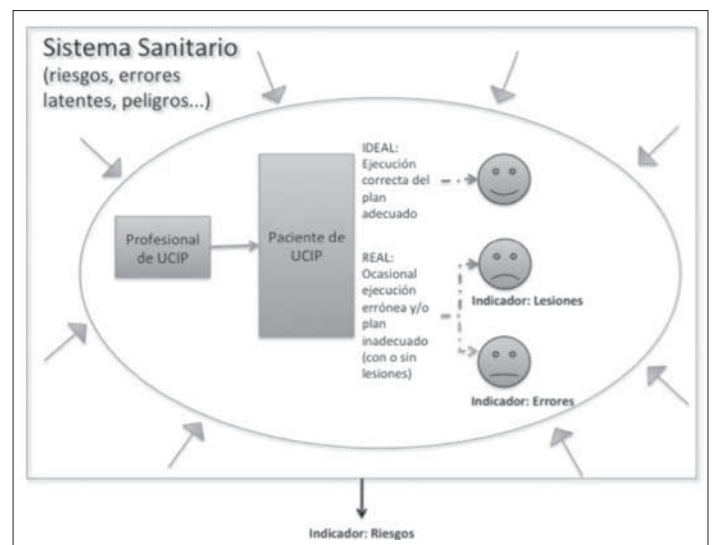 Sistema Sanitario
(riesgos, errores
latentes, peligros...)
IDEAL:
Ejecución
correcta del
plan
adecuado
Profesional
de UCIP
Paciente de
UCIP
REAL:
Ocasional
ejecución
errónea y/o
plan
inadecuado
(con o sin
lesiones)
Indicador: Lesiones
Indicador: Errores
Indicador: Riesgos